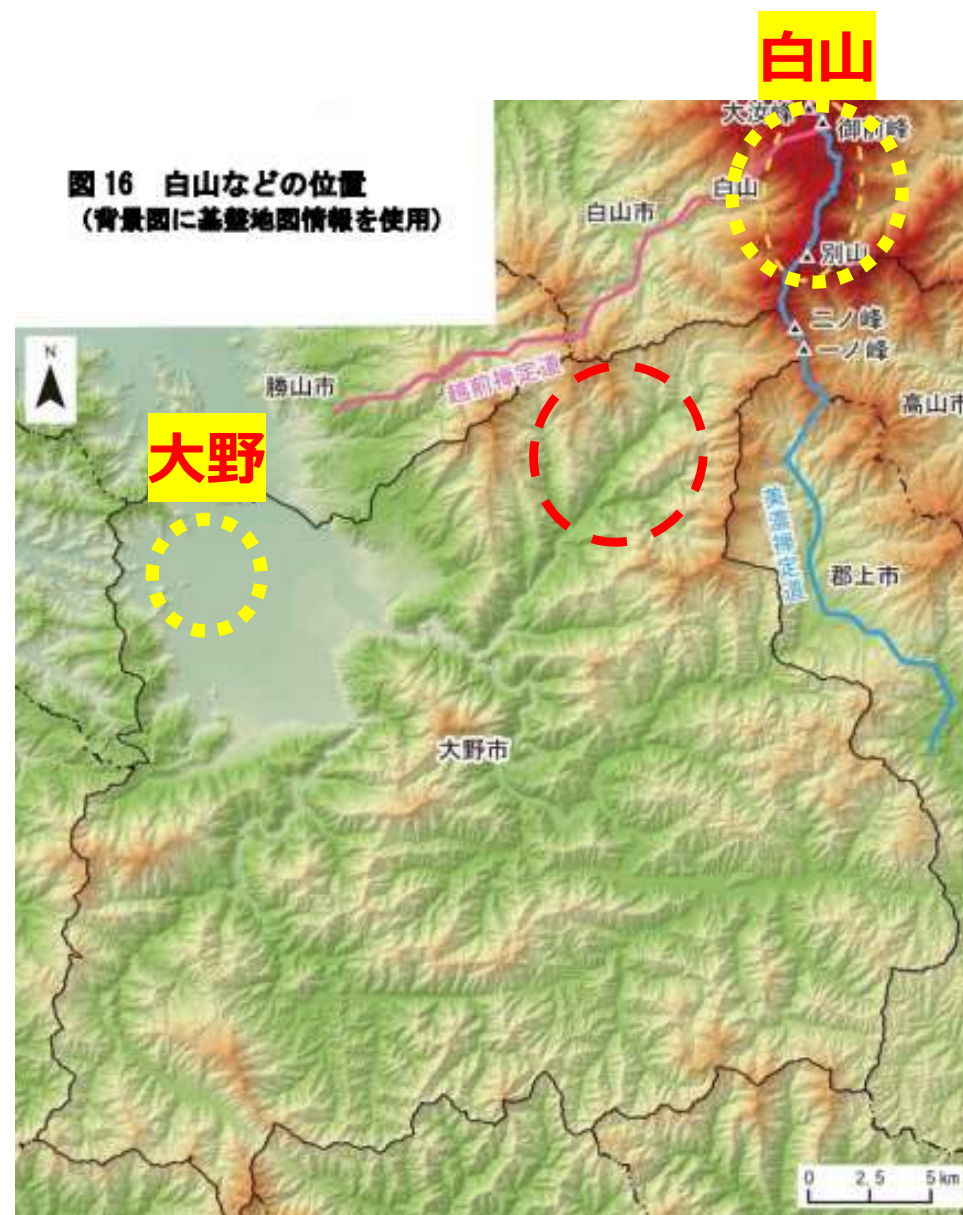 白山
大汝峰
御前峰
図16 白山などの位置
(背景図に基盤地図情報を使用)
白山
白山市
別山
二ノ峰
一ノ峰
N
勝山市
越前禅定道
高山市
大野
美濃禅定道
郡上市
大野市
0 2.5 5km